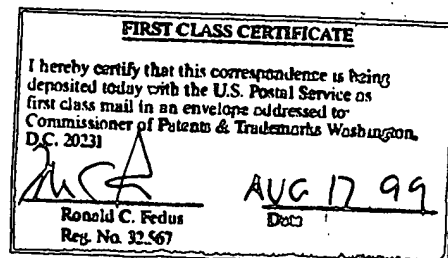 FIRST CLASS CERTIFICATE
I hereby certify that this correspondence is being
deposited today with the U.S. Postal Service as
first class mail in an envelope addressed to
Commissioner of Patents & Trademarks Washington,
D.C. 20231
AUG 17 99
Ronald C. Fedus
Date
Reg. No. 32,567